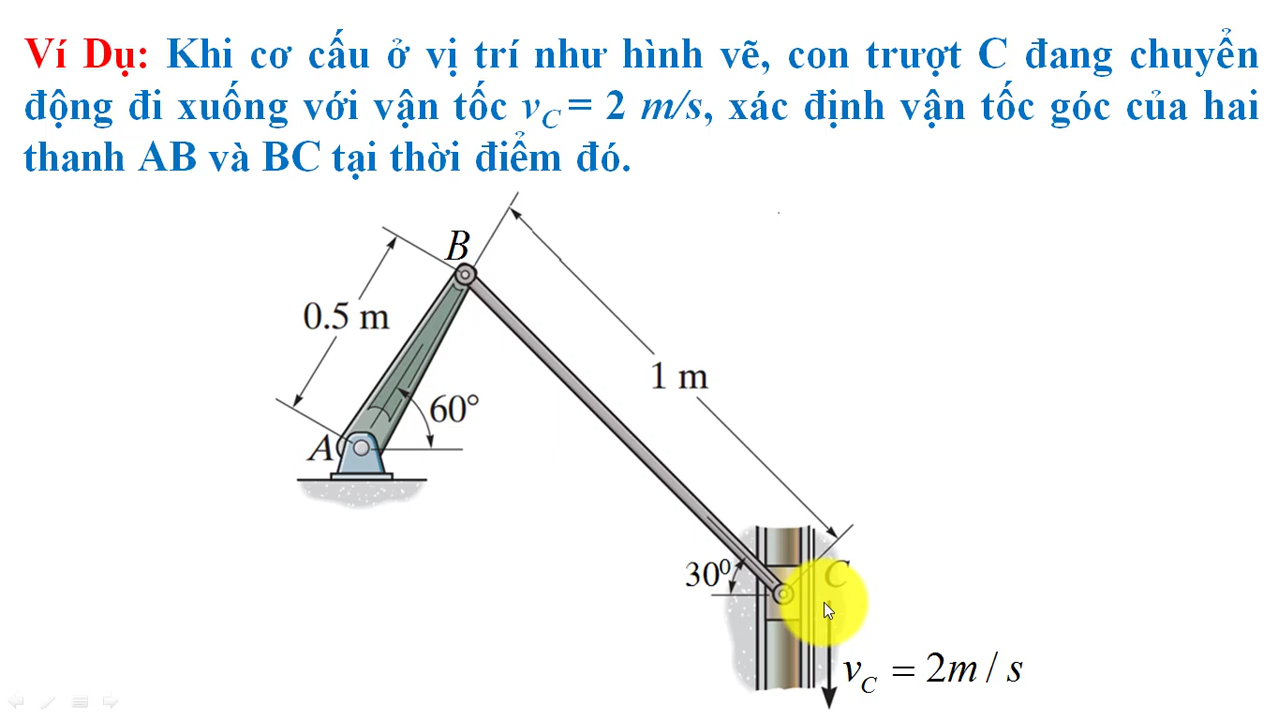 Ví Dụ: Khi cơ cấu ở vị trí như hình vẽ, con trượt C đang chuyển
động đi xuống với vận tốc vC = 2 m/s, xác định vận tốc góc của hai
thanh AB và BC tại thời điểm đó.
B
0.5 m
1 m
60°
A
30⁰
C
vC = 2m / s